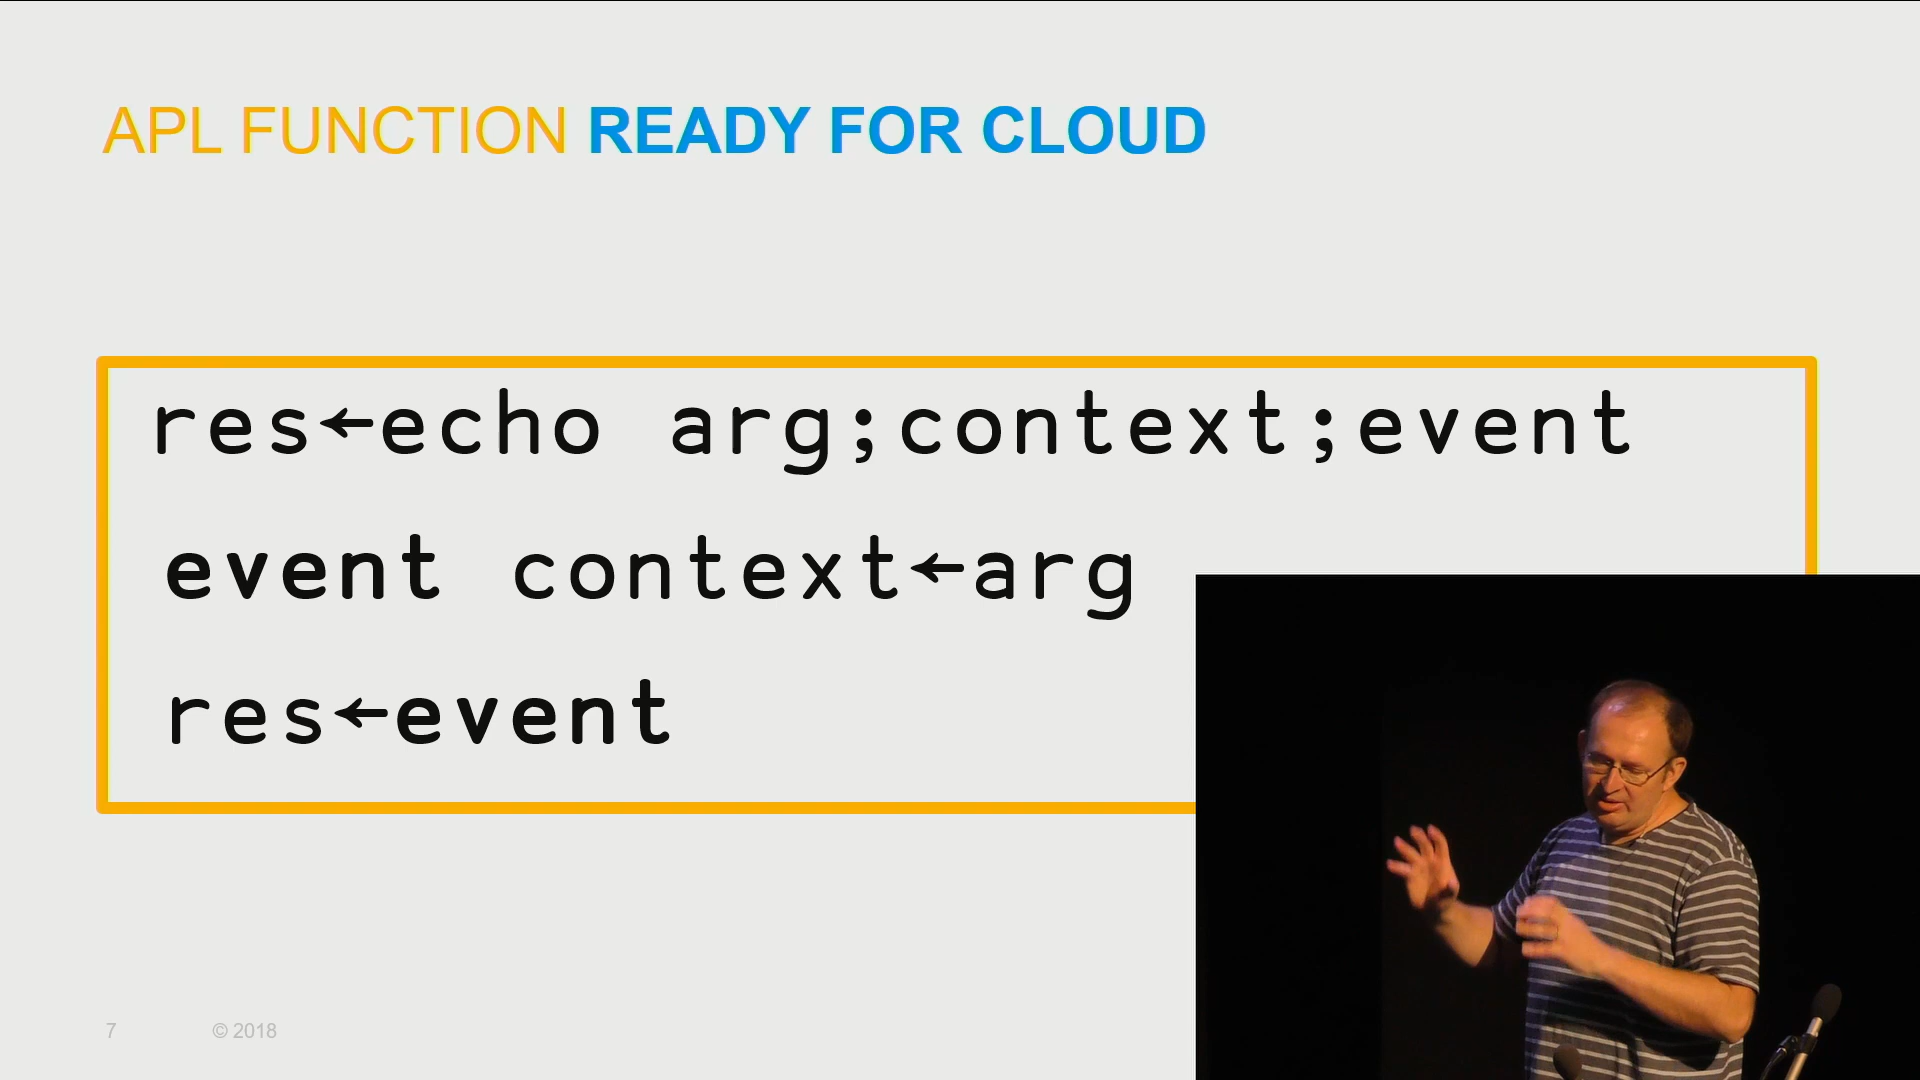 APL FUNCTION READY FOR CLOUD
res←echo arg;context;event
event context←arg
res←event
7 © 2018